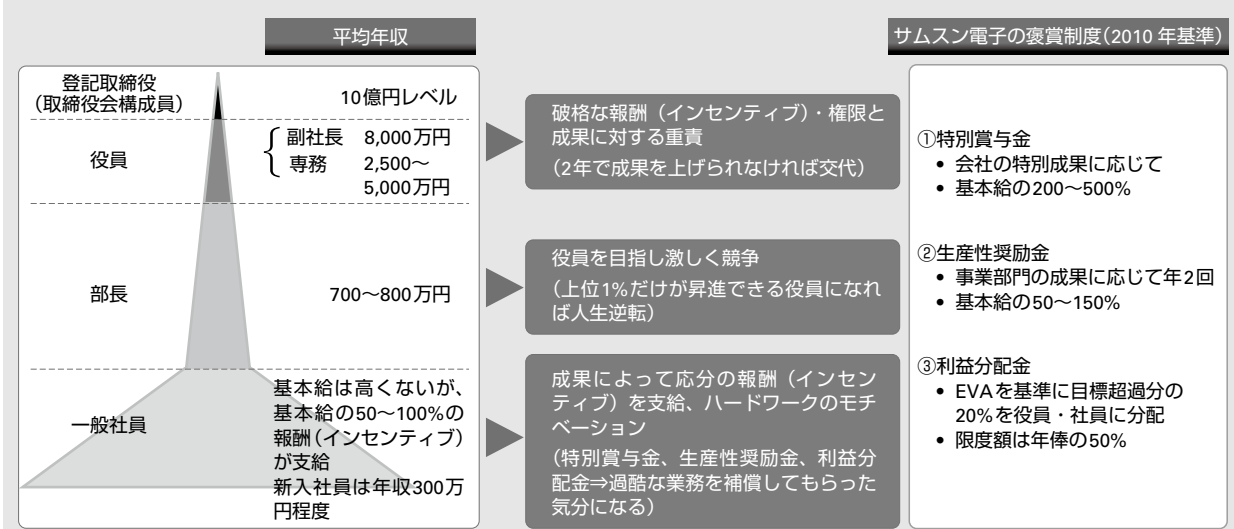 平均年収
サムスン電子の褒賞制度（2010 年基準）
登記取締役
（取締役会構成員）
10億円レベル
役員
副社長 8,000万円
専務 2,500～
5,000万円
部長
700～800万円
一般社員
基本給は高くないが、
基本給の50～100%の
報酬（インセンティブ）
が支給
新入社員は年収300万
円程度
破格な報酬（インセンティブ）・権限と
成果に対する重責
（2年で成果を上げられなければ交代）
役員を目指し激しく競争
（上位1%だけが昇進できる役員になれ
ば人生逆転）
成果によって応分の報酬（インセン
ティブ）を支給、ハードワークのモチ
ベーション
（特別賞与金、生産性奨励金、利益分
配金⇒過酷な業務を補償してもらった
気分になる）
①特別賞与金
• 会社の特別成果に応じて
• 基本給の200～500%
②生産性奨励金
• 事業部門の成果に応じて年2回
• 基本給の50～150%
③利益分配金
• EVAを基準に目標超過分の
20%を役員・社員に分配
• 限度額は年俸の50%